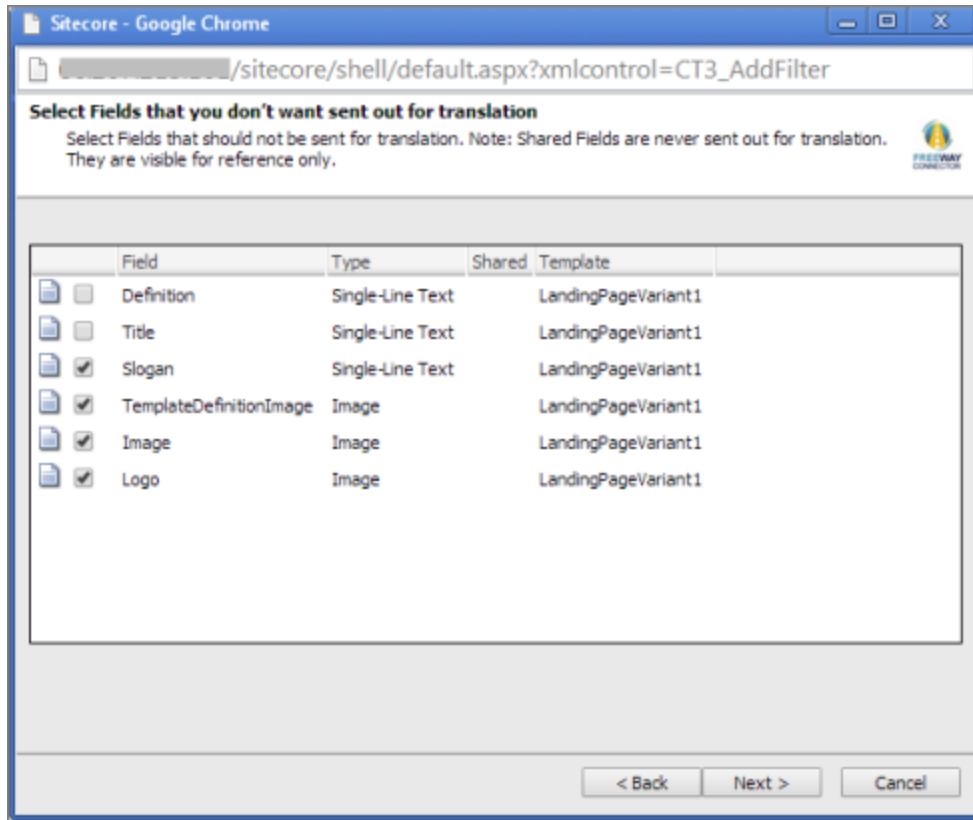 Sitecore - Google Chrome
/sitecore/shell/default.aspx?xmlcontrol=CT3_AddFilter
Select Fields that you don't want sent out for translation
Select Fields that should not be sent for translation. Note: Shared Fields are never sent out for translation.
They are visible for reference only.
FREEWAY
CONNECTOR
Field Type Shared Template
Definition Single-Line Text LandingPageVariant1
Title Single-Line Text LandingPageVariant1
Slogan Single-Line Text LandingPageVariant1
TemplateDefinitionImage Image LandingPageVariant1
Image Image LandingPageVariant1
Logo Image LandingPageVariant1
< Back Next > Cancel